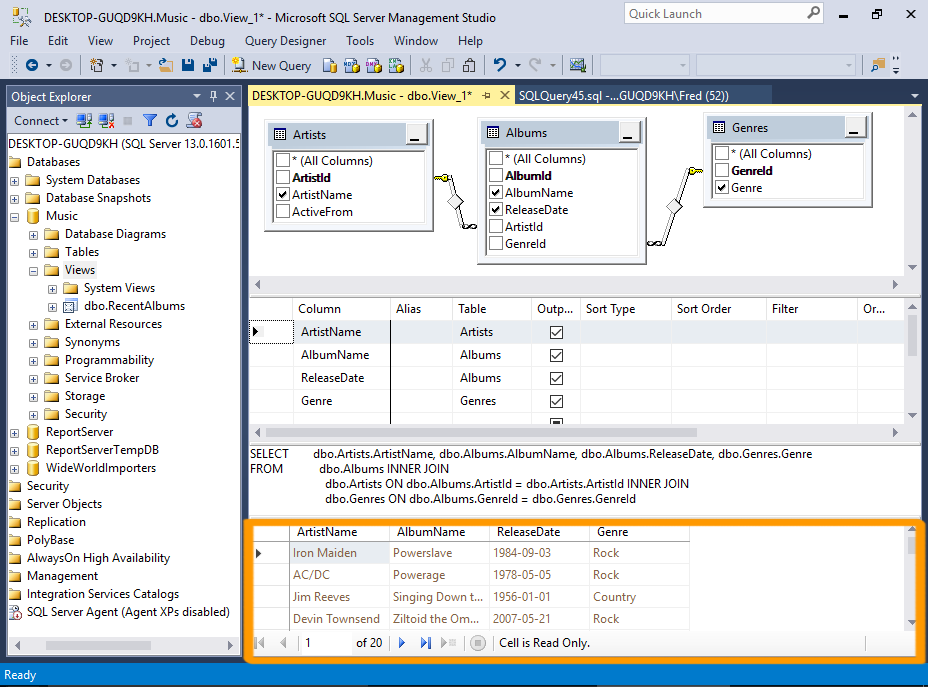 DESKTOP-GUQD9KH.Music - dbo.View_1* - Microsoft SQL Server Management Studio
Quick Launch
File Edit View Project Debug Query Designer Tools Window Help
New Query
Object Explorer
DESKTOP-GUQD9KH.Music - dbo.View_1*
SQLQuery45.sql -...GUQD9KH\Fred (52))
Connect
DESKTOP-GUQD9KH (SQL Server 13.0.1601.5
Databases
System Databases
Database Snapshots
Music
Database Diagrams
Tables
Views
System Views
dbo.RecentAlbums
External Resources
Synonyms
Programmability
Service Broker
Storage
Security
ReportServer
ReportServerTempDB
WideWorldImporters
Security
Server Objects
Replication
PolyBase
AlwaysOn High Availability
Management
Integration Services Catalogs
SQL Server Agent (Agent XPs disabled)
Artists
* (All Columns)
ArtistId
ArtistName
ActiveFrom
Albums
* (All Columns)
AlbumId
AlbumName
ReleaseDate
ArtistId
GenreId
Genres
* (All Columns)
GenreId
Genre
Column Alias Table Outp... Sort Type Sort Order Filter Or...
ArtistName Artists
AlbumName Albums
ReleaseDate Albums
Genre Genres
SELECT dbo.Artists.ArtistName, dbo.Albums.AlbumName, dbo.Albums.ReleaseDate, dbo.Genres.Genre
FROM dbo.Albums INNER JOIN
dbo.Artists ON dbo.Albums.ArtistId = dbo.Artists.ArtistId INNER JOIN
dbo.Genres ON dbo.Albums.GenreId = dbo.Genres.GenreId
ArtistName AlbumName ReleaseDate Genre
Iron Maiden Powerslave 1984-09-03 Rock
AC/DC Powerage 1978-05-05 Rock
Jim Reeves Singing Down t... 1956-01-01 Country
Devin Townsend Ziltoid the Om... 2007-05-21 Rock
1 of 20 Cell is Read Only.
Ready